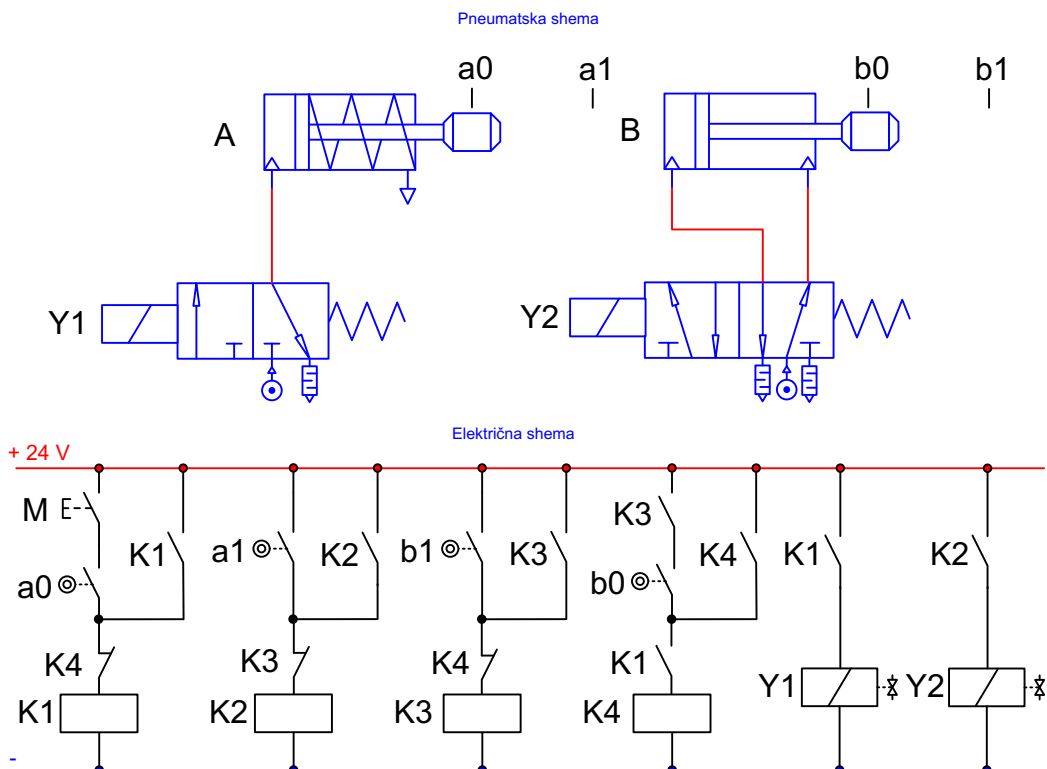 Pneumatska shema
a0 a1 b0 b1
A B
Y1 Y2
Električna shema
+ 24 V
M K3
K1 a1 K2 b1 K3 K4 K1 K2
a0 b0
K4 K3 K4 K1
K1 K2 K3 K4 Y1 Y2
-